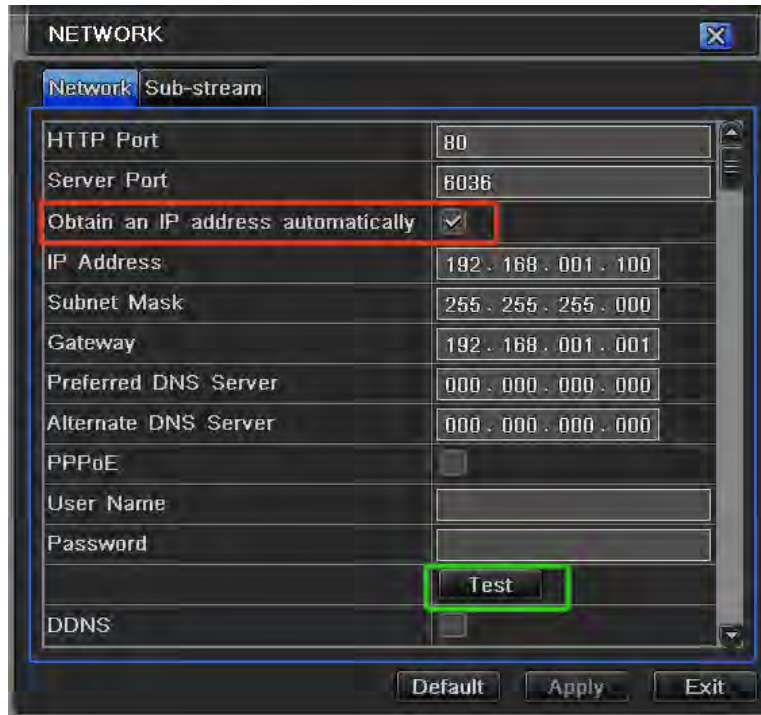 NETWORK
Network Sub-stream
HTTP Port 80
Server Port 6036
Obtain an IP address automatically
IP Address 192 . 168 . 001 . 100
Subnet Mask 255 . 255 . 255 . 000
Gateway 192 . 168 . 001 . 001
Preferred DNS Server 000 . 000 . 000 . 000
Alternate DNS Server 000 . 000 . 000 . 000
PPPoE
User Name
Password
Test
DDNS
Default Apply Exit